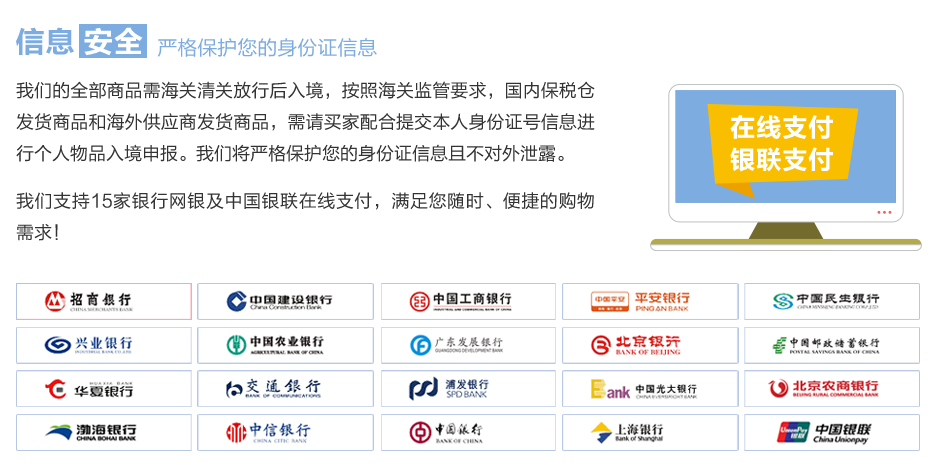 信息 安全 严格保护您的身份证信息
我们的全部商品需海关清关放行后入境，按照海关监管要求，国内保税仓
发货商品和海外供应商发货商品，需请买家配合提交本人身份证号信息进
行个人物品入境申报。我们将严格保护您的身份证信息且不对外泄露。
我们支持15家银行网银及中国银联在线支付，满足您随时、便捷的购物
需求！
在线支付
银联支付
招商银行
CHINA MERCHANTS BANK
中国建设银行
China Construction Bank
中国工商银行
INDUSTRIAL AND COMMERCIAL BANK OF CHINA
中国平安
平安银行
PING AN BANK
中国民生银行
CHINA MINSHENG BANKING CORP.,LTD.
兴业银行
INDUSTRIAL BANK CO.,LTD.
中国农业银行
AGRICULTURAL BANK OF CHINA
广东发展银行
GUANGDONG DEVELOPMENT BANK
北京银行
BANK OF BEIJING
中国邮政储蓄银行
POSTAL SAVINGS BANK OF CHINA
HUAXIA BANK
华夏银行
交通银行
BANK OF COMMUNICATIONS
浦发银行
SPD BANK
Bank
中国光大银行
CHINA EVERBRIGHT BANK
北京农商银行
BEIJING RURAL COMMERCIAL BANK
渤海银行
CHINA BOHAI BANK
中信银行
CHINA CITIC BANK
中国银行
BANK OF CHINA
上海银行
Bank of Shanghai
UnionPay
银联
中国银联
China Unionpay